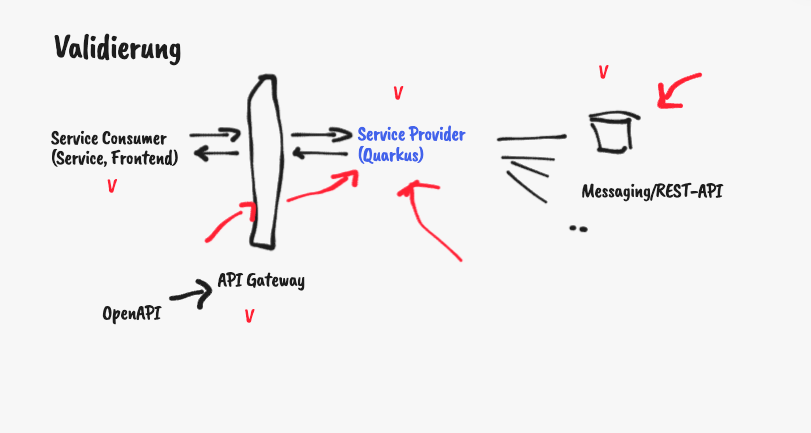 Validierung
V
V
Service Consumer
(Service, Frontend)
V
Service Provider
(Quarkus)
Messaging/REST-API
API Gateway
OpenAPI
V